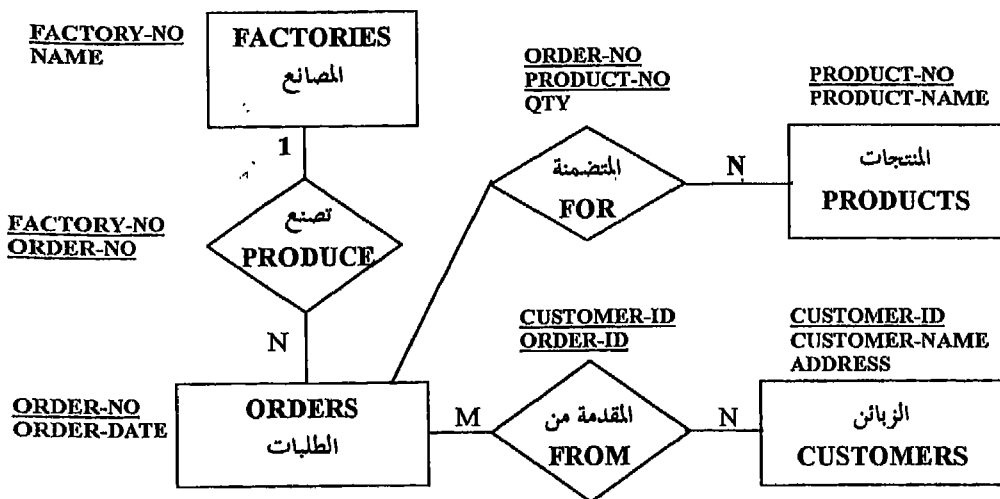 FACTORY-NO
NAME
FACTORIES
المصانع
1
ORDER-NO
PRODUCT-NO
QTY
PRODUCT-NO
PRODUCT-NAME
المتضمنة
FOR
N
المنتجات
PRODUCTS
FACTORY-NO
ORDER-NO
تصنع
PRODUCE
N
CUSTOMER-ID
ORDER-ID
CUSTOMER-ID
CUSTOMER-NAME
ADDRESS
ORDER-NO
ORDER-DATE
ORDERS
الطلبات
M
المقدمة من
FROM
N
الزبائن
CUSTOMERS